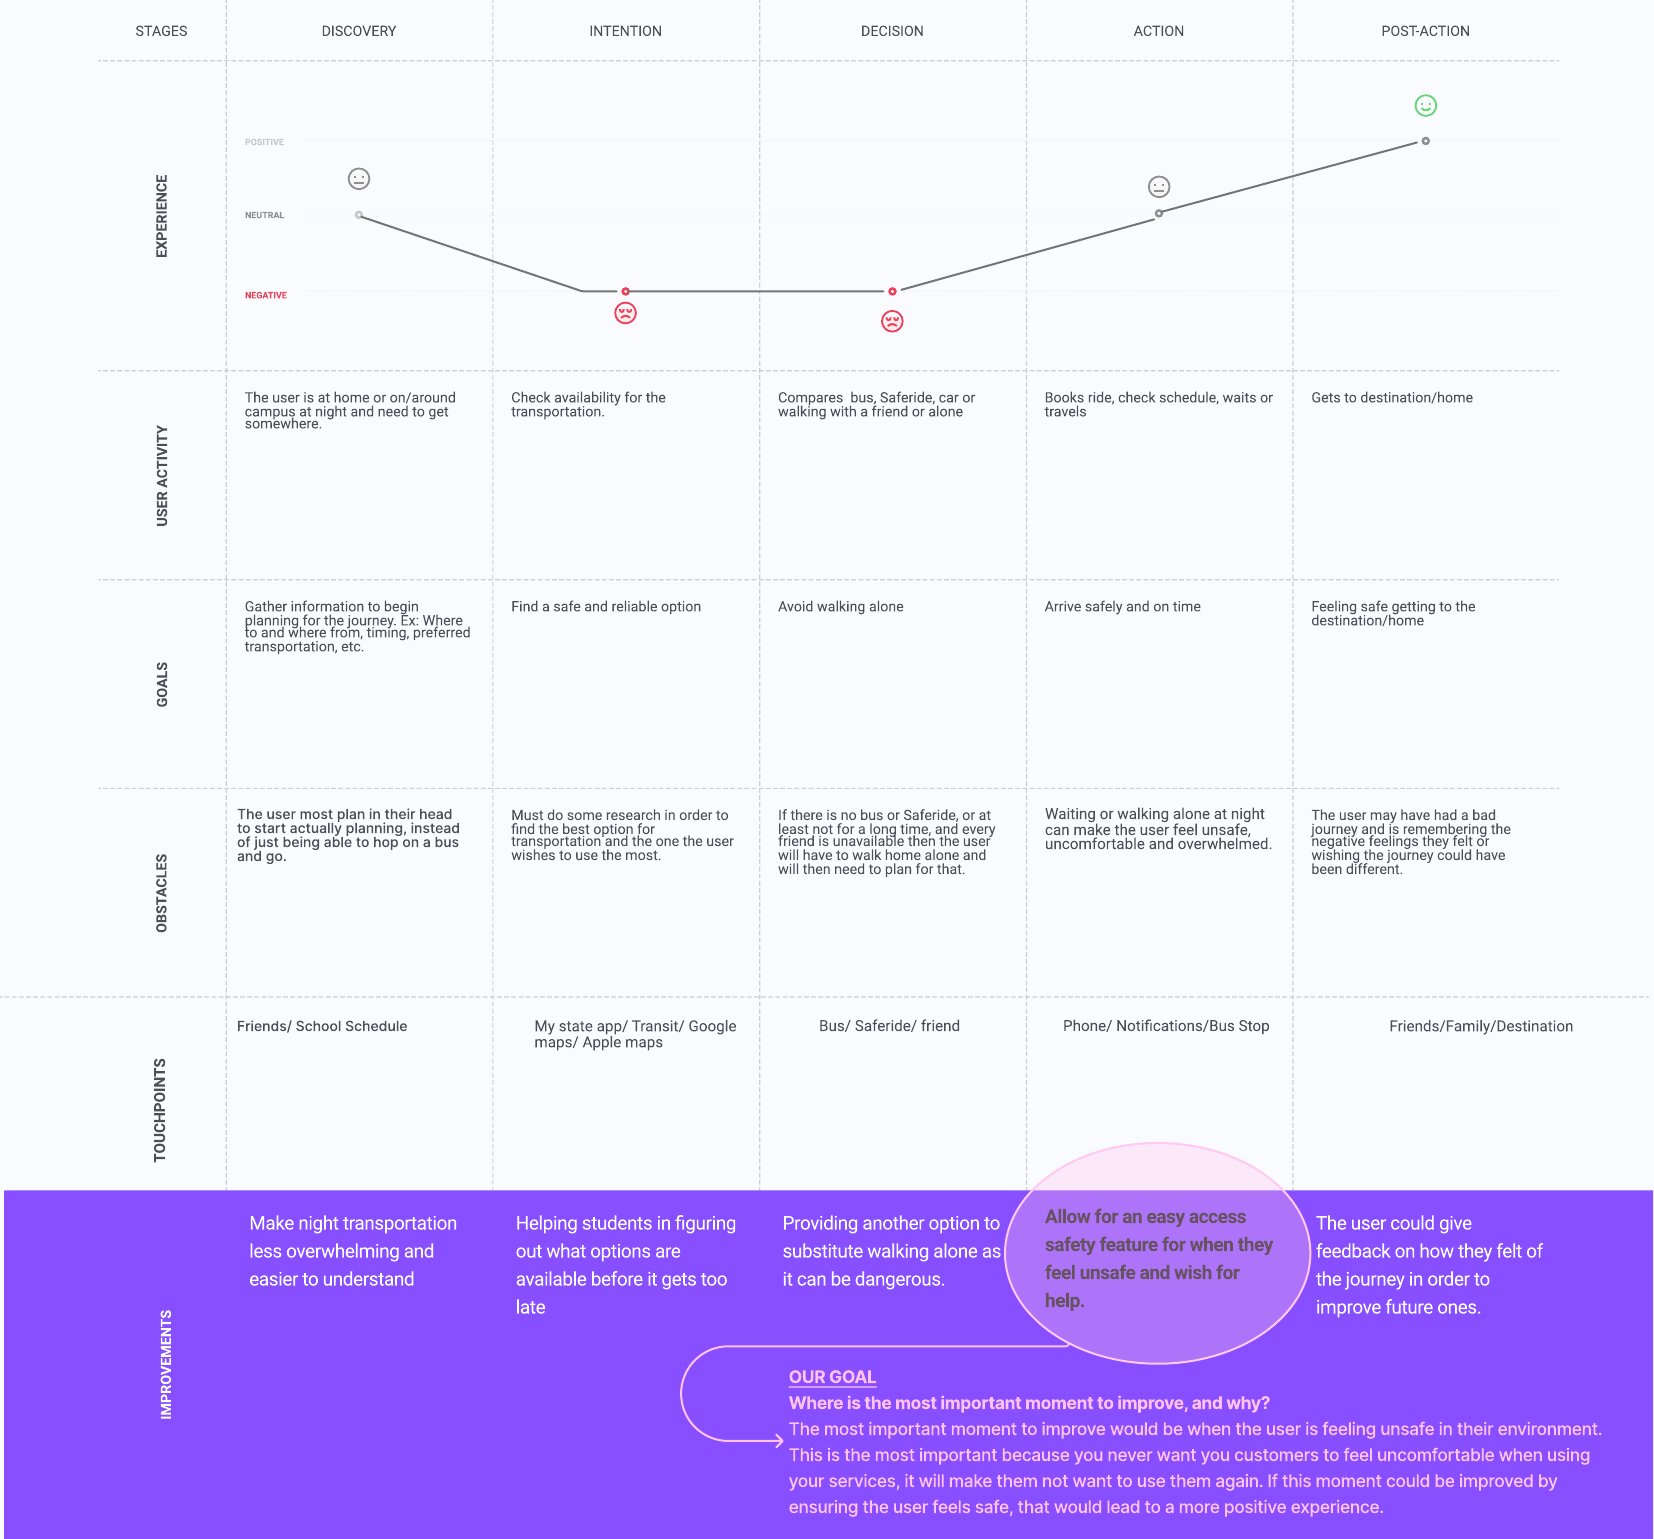 STAGES
DISCOVERY
INTENTION
DECISION
ACTION
POST-ACTION
EXPERIENCE
POSITIVE
NEUTRAL
NEGATIVE
USER ACTIVITY
The user is at home or on/around
campus at night and need to get
somewhere.
Check availability for the
transportation.
Compares  bus, Saferide, car or
walking with a friend or alone
Books ride, check schedule, waits or
travels
Gets to destination/home
GOALS
Gather information to begin
planning for the journey. Ex: Where
to and where from, timing, preferred
transportation, etc.
Find a safe and reliable option
Avoid walking alone
Arrive safely and on time
Feeling safe getting to the
destination/home
OBSTACLES
The user most plan in their head
to start actually planning, instead
of just being able to hop on a bus
and go.
Must do some research in order to
find the best option for
transportation and the one the user
wishes to use the most.
If there is no bus or Saferide, or at
least not for a long time, and every
friend is unavailable then the user
will have to walk home alone and
will then need to plan for that.
Waiting or walking alone at night
can make the user feel unsafe,
uncomfortable and overwhelmed.
The user may have had a bad
journey and is remembering the
negative feelings they felt or
wishing the journey could have
been different.
TOUCHPOINTS
Friends/ School Schedule
My state app/ Transit/ Google
maps/ Apple maps
Bus/ Saferide/ friend
Phone/ Notifications/Bus Stop
Friends/Family/Destination
IMPROVEMENTS
Make night transportation
less overwhelming and
easier to understand
Helping students in figuring
out what options are
available before it gets too
late
Providing another option to
substitute walking alone as
it can be dangerous.
Allow for an easy access
safety feature for when they
feel unsafe and wish for
help.
The user could give
feedback on how they felt of
the journey in order to
improve future ones.
OUR GOAL
Where is the most important moment to improve, and why?
The most important moment to improve would be when the user is feeling unsafe in their environment.
This is the most important because you never want you customers to feel uncomfortable when using
your services, it will make them not want to use them again. If this moment could be improved by
ensuring the user feels safe, that would lead to a more positive experience.